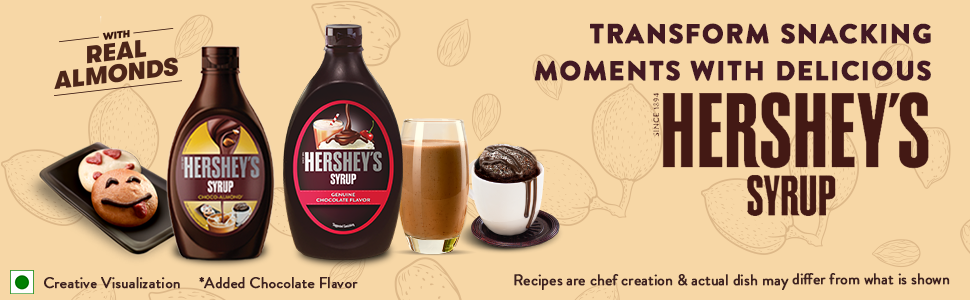 WITH
REAL
ALMONDS
HERSHEY'S
SYRUP
CHOCO-ALMOND*
HERSHEY'S
SYRUP
GENUINE
CHOCOLATE FLAVOR
TRANSFORM SNACKING
MOMENTS WITH DELICIOUS
SINCE 1894
HERSHEY'S
SYRUP
Creative Visualization *Added Chocolate Flavor
Recipes are chef creation & actual dish may differ from what is shown